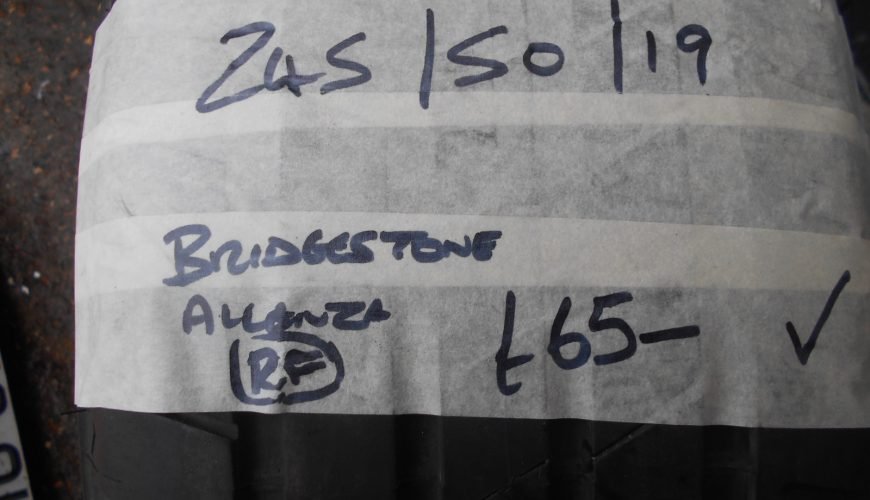 245/50/19
BRIDGESTONE
ALLENZA
RF
£65- ✓